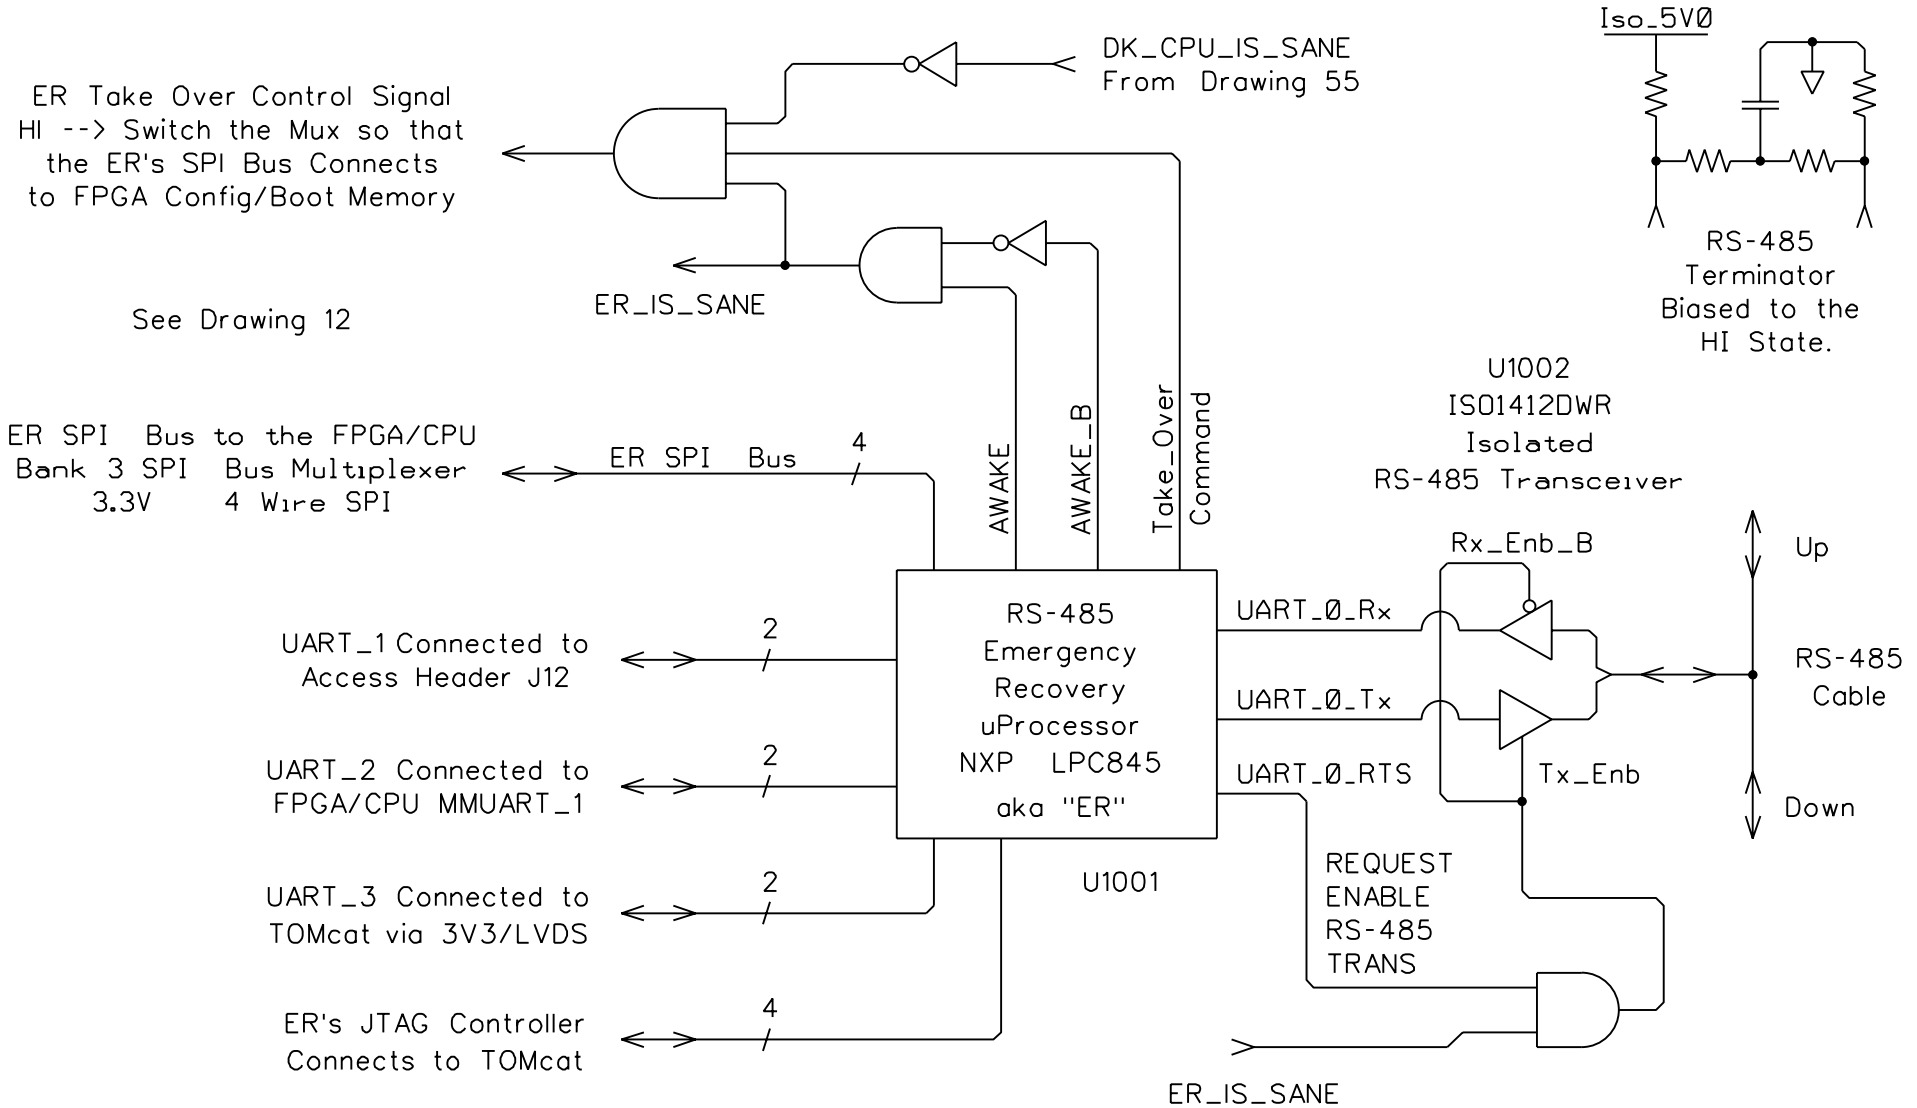 Iso_5VØ
DK_CPU_IS_SANE
From Drawing 55
ER Take Over Control Signal
HI --> Switch the Mux so that
the ER's SPI Bus Connects
to FPGA Config/Boot Memory
RS-485
Terminator
Biased to the
HI State.
ER_IS_SANE
See Drawing 12
U1002
ISO1412DWR
Isolated
RS-485 Transceiver
ER SPI Bus to the FPGA/CPU
Bank 3 SPI Bus Multiplexer
3.3V 4 Wire SPI
ER SPI Bus
4
AWAKE
AWAKE_B
Take_Over
Command
Rx_Enb_B
Up
UART_1 Connected to
Access Header J12
2
RS-485
Emergency
Recovery
uProcessor
NXP LPC845
aka "ER"
UART_Ø_Rx
UART_Ø_Tx
UART_Ø_RTS
RS-485
Cable
Tx_Enb
Down
UART_2 Connected to
FPGA/CPU MMUART_1
2
U1001
REQUEST
ENABLE
RS-485
TRANS
UART_3 Connected to
TOMcat via 3V3/LVDS
2
ER's JTAG Controller
Connects to TOMcat
4
ER_IS_SANE